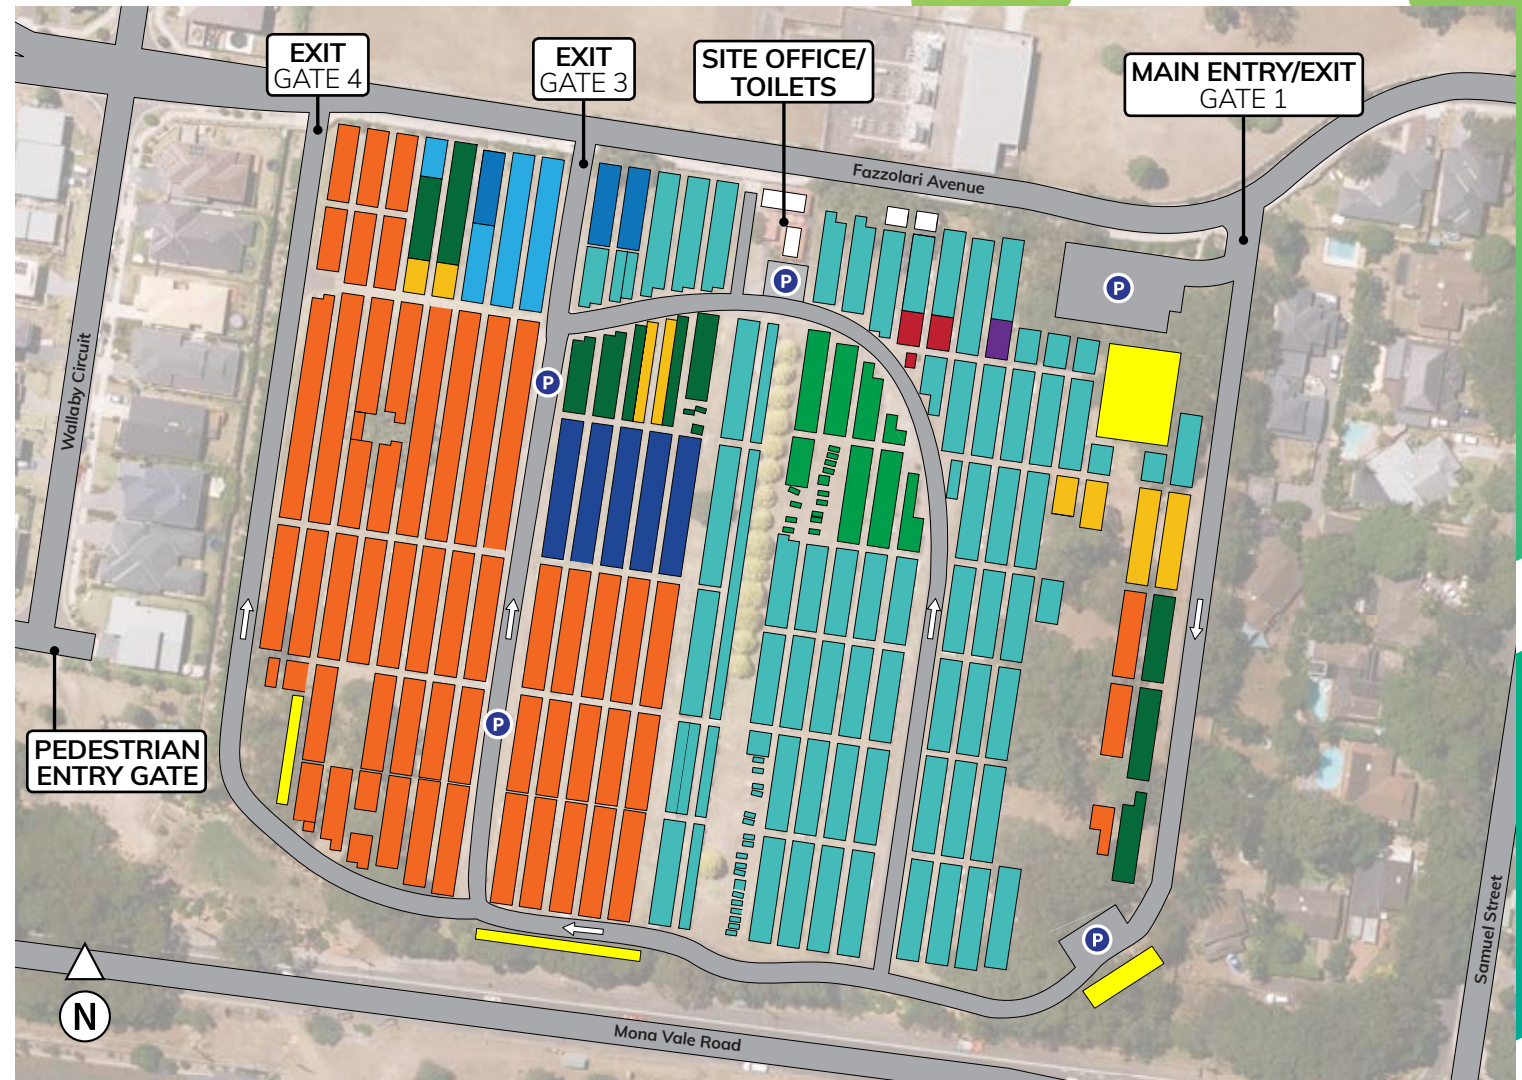 EXIT
GATE 4
EXIT
GATE 3
SITE OFFICE/
TOILETS
MAIN ENTRY/EXIT
GATE 1
Fazzolari Avenue
P
P
Wallaby Circuit
P
PEDESTRIAN
ENTRY GATE
P
Samuel Street
P
N
Mona Vale Road